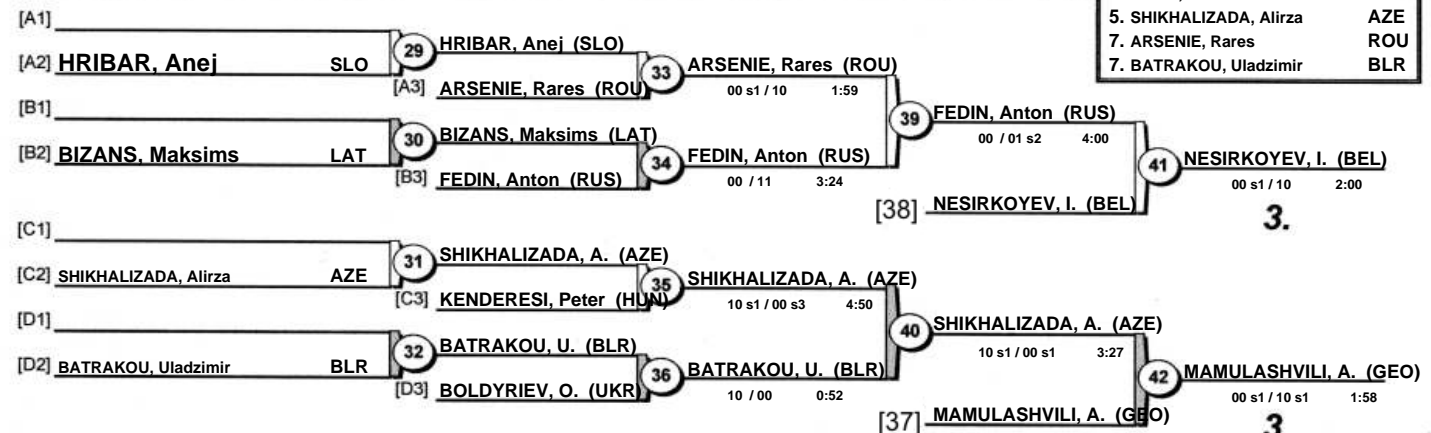 5. SHIKHALIZADA, Alirza AZE
7. ARSENIE, Rares ROU
7. BATRAKOU, Uladzimir BLR
[A1]
[A2] HRIBAR, Anej SLO
29
HRIBAR, Anej (SLO)
[A3] ARSENIE, Rares (ROU)
33
ARSENIE, Rares (ROU)
00 s1 / 10 1:59
[B1]
[B2] BIZANS, Maksims LAT
30
BIZANS, Maksims (LAT)
[B3] FEDIN, Anton (RUS)
34
FEDIN, Anton (RUS)
00 / 11 3:24
39
FEDIN, Anton (RUS)
00 / 01 s2 4:00
[38] NESIRKOYEV, I. (BEL)
41
NESIRKOYEV, I. (BEL)
00 s1 / 10 2:00
3.
[C1]
[C2] SHIKHALIZADA, Alirza AZE
31
SHIKHALIZADA, A. (AZE)
[C3] KENDERESI, Peter (HUN)
35
SHIKHALIZADA, A. (AZE)
10 s1 / 00 s3 4:50
[D1]
[D2] BATRAKOU, Uladzimir BLR
32
BATRAKOU, U. (BLR)
[D3] BOLDYRIEV, O. (UKR)
36
BATRAKOU, U. (BLR)
10 / 00 0:52
40
SHIKHALIZADA, A. (AZE)
10 s1 / 00 s1 3:27
[37] MAMULASHVILI, A. (GEO)
42
MAMULASHVILI, A. (GEO)
00 s1 / 10 s1 1:58
3